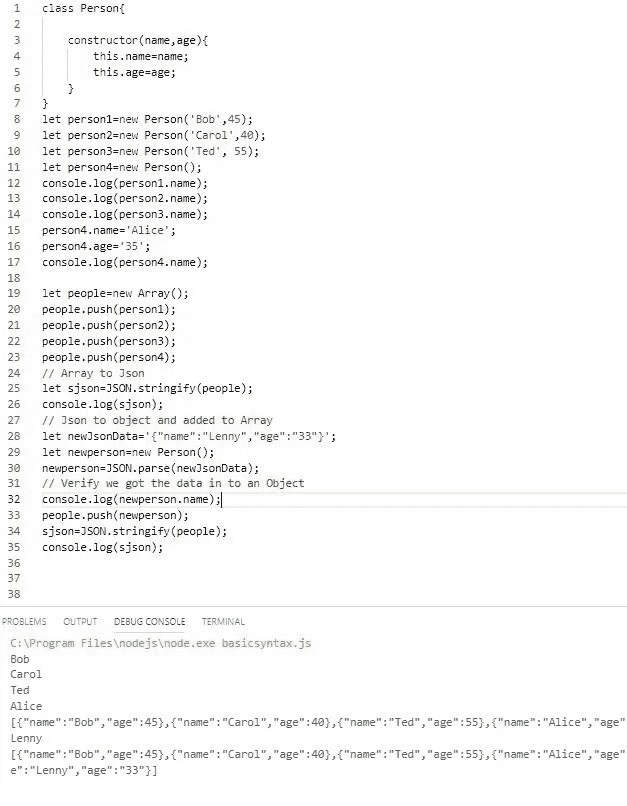 1 class Person{
2
3 constructor(name,age){
4 this.name=name;
5 this.age=age;
6 }
7 }
8 let person1=new Person('Bob',45);
9 let person2=new Person('Carol',40);
10 let person3=new Person('Ted', 55);
11 let person4=new Person();
12 console.log(person1.name);
13 console.log(person2.name);
14 console.log(person3.name);
15 person4.name='Alice';
16 person4.age='35';
17 console.log(person4.name);
18
19 let people=new Array();
20 people.push(person1);
21 people.push(person2);
22 people.push(person3);
23 people.push(person4);
24 // Array to Json
25 let sjson=JSON.stringify(people);
26 console.log(sjson);
27 // Json to object and added to Array
28 let newJsonData='{"name":"Lenny","age":"33"}';
29 let newperson=new Person();
30 newperson=JSON.parse(newJsonData);
31 // Verify we got the data in to an Object
32 console.log(newperson.name);
33 people.push(newperson);
34 sjson=JSON.stringify(people);
35 console.log(sjson);
36
37
38
PROBLEMS OUTPUT DEBUG CONSOLE TERMINAL
C:\Program Files\nodejs\node.exe basicsyntax.js
Bob
Carol
Ted
Alice
[{"name":"Bob","age":45},{"name":"Carol","age":40},{"name":"Ted","age":55},{"name":"Alice","age"
Lenny
[{"name":"Bob","age":45},{"name":"Carol","age":40},{"name":"Ted","age":55},{"name":"Alice","age"
e":"Lenny","age":"33"}]